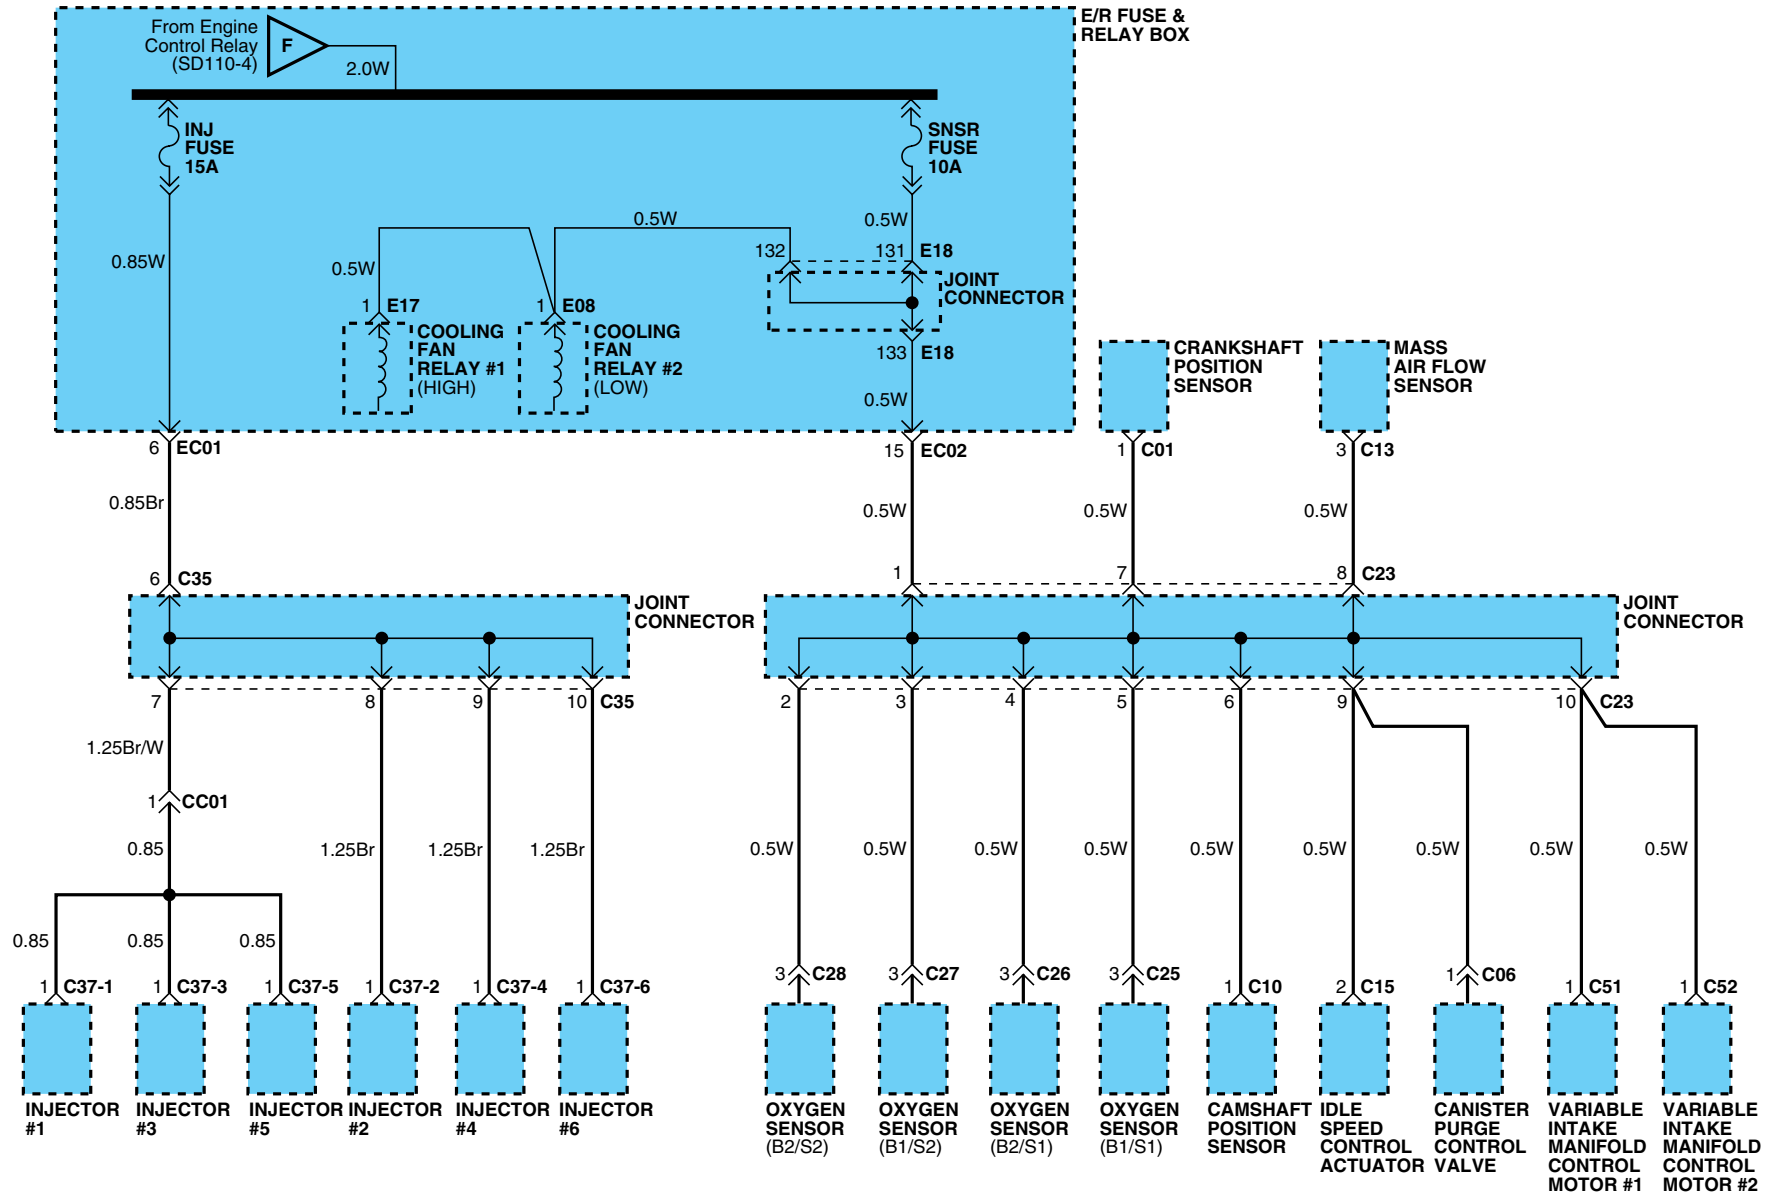 E/R FUSE &
RELAY BOX
From Engine
Control Relay
(SD110-4)
F
2.0W
INJ
FUSE
15A
SNSR
FUSE
10A
0.85W
0.5W
0.5W
0.5W
132
131 E18
JOINT
CONNECTOR
1 E17
1 E08
COOLING
FAN
RELAY #1
(HIGH)
COOLING
FAN
RELAY #2
(LOW)
133 E18
0.5W
CRANKSHAFT
POSITION
SENSOR
MASS
AIR FLOW
SENSOR
6 EC01
15 EC02
1 C01
3 C13
0.85Br
0.5W
0.5W
0.5W
6 C35
1
7
8 C23
JOINT
CONNECTOR
JOINT
CONNECTOR
7
8
9
10 C35
2
3
4
5
6
9
10 C23
1.25Br/W
1 CC01
0.85
1.25Br
1.25Br
1.25Br
0.5W
0.5W
0.5W
0.5W
0.5W
0.5W
0.5W
0.5W
0.5W
0.85
0.85
0.85
1 C37-1
1 C37-3
1 C37-5
1 C37-2
1 C37-4
1 C37-6
3 C28
3 C27
3 C26
3 C25
1 C10
2 C15
1 C06
1 C51
1 C52
INJECTOR
#1
INJECTOR
#3
INJECTOR
#5
INJECTOR
#2
INJECTOR
#4
INJECTOR
#6
OXYGEN
SENSOR
(B2/S2)
OXYGEN
SENSOR
(B1/S2)
OXYGEN
SENSOR
(B2/S1)
OXYGEN
SENSOR
(B1/S1)
CAMSHAFT
POSITION
SENSOR
IDLE
SPEED
CONTROL
ACTUATOR
CANISTER
PURGE
CONTROL
VALVE
VARIABLE
INTAKE
MANIFOLD
CONTROL
MOTOR #1
VARIABLE
INTAKE
MANIFOLD
CONTROL
MOTOR #2